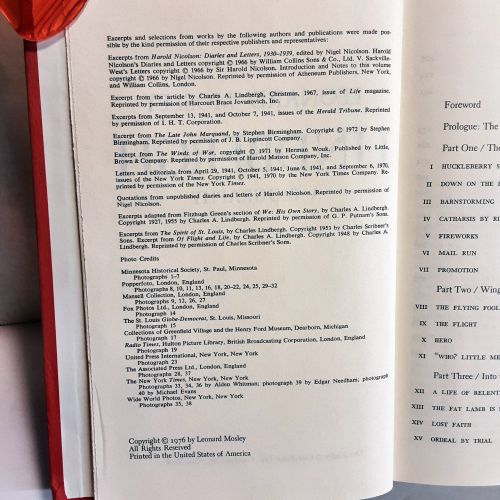 Excerpts and selections from works by the following authors and publications were made pos-
sible by the kind permission of their respective publishers and representatives:
Excerpts from Harold Nicolson: Diaries and Letters, 1930–1939, edited by Nigel Nicolson. Harold
Nicolson's Diaries and Letters copyright © 1966 by William Collins Sons & Co., Ltd. V. Sackville-
West's Letters copyright © 1966 by Sir Harold Nicolson. Introduction and Notes to this volume
copyright © 1966 by Nigel Nicolson. Reprinted by permission of Atheneum Publishers, New York,
and William Collins, London.
Excerpt from the article by Charles A. Lindbergh, Christmas, 1967, issue of Life magazine.
Reprinted by permission of Harcourt Brace Jovanovich, Inc.
Excerpts from September 13, 1941, and October 7, 1941, issues of the Herald Tribune. Reprinted
by permission of I. H. T. Corporation.
Excerpt from The Late John Marquand, by Stephen Birmingham. Copyright © 1972 by Stephen
Birmingham. Reprinted by permission of J. B. Lippincott Company.
Excerpt from The Winds of War, copyright © 1971 by Herman Wouk. Published by Little,
Brown & Company. Reprinted by permission of Harold Matson Company, Inc.
Letters and editorials from April 29, 1941, October 5, 1941, June 6, 1941, and September 6, 1970,
issues of the New York Times. Copyright © 1941, 1970 by the New York Times Company. Re-
printed by permission of the New York Times.
Quotations from unpublished diaries and letters of Harold Nicolson. Reprinted by permission of
Nigel Nicolson.
Excerpts adapted from Fitzhugh Green's section of We: His Own Story, by Charles A. Lindbergh.
Copyright 1927, 1955 by Charles A. Lindbergh. Reprinted by permission of G. P. Putnam's Sons.
Excerpts from The Spirit of St. Louis, by Charles Lindbergh. Copyright 1953 by Charles Scribner's
Sons. Excerpt from Of Flight and Life, by Charles A. Lindbergh. Copyright 1948 by Charles A.
Lindbergh. Reprinted by permission of Charles Scribner's Sons.
Photo Credits
Minnesota Historical Society, St. Paul, Minnesota
Photographs 1–7
Popperfoto, London, England
Photographs 8, 10, 11, 13, 16, 18, 20–22, 24, 25, 29–32
Mansell Collection, London, England
Photographs 9, 12, 26, 27
Fox Photos Ltd., London, England
Photograph 14
The St. Louis Globe-Democrat, St. Louis, Missouri
Photograph 15
Collections of Greenfield Village and the Henry Ford Museum, Dearborn, Michigan
Photograph 17
Radio Times, Hulton Picture Library, British Broadcasting Corporation, London, England
Photograph 19
United Press International, New York, New York
Photograph 23
The Associated Press Ltd., London, England
Photographs 28, 37
The New York Times, New York, New York
Photographs 33, 34, 36 by Alden Whitman; photograph 39 by Edgar Needham; photograph
40 by Michael Evans
Wide World Photos, New York, New York
Photographs 35, 38
Copyright © 1976 by Leonard Mosley
All Rights Reserved
Printed in the United States of America
Foreword
Prologue: The
Part One / The
I HUCKLEBERRY S
II DOWN ON THE
III BARNSTORMING
IV CATHARSIS BY RI
V FIREWORKS
VI MAIL RUN
VII PROMOTION
Part Two / Wing
VIII THE FLYING FOOL
IX THE FLIGHT
X HERO
XI "WHO? LITTLE ME
Part Three / Into
XII A LIFE OF RELENT
XIII THE FAT LAMB IS
XIV LOST FAITH
XV ORDEAL BY TRIAL